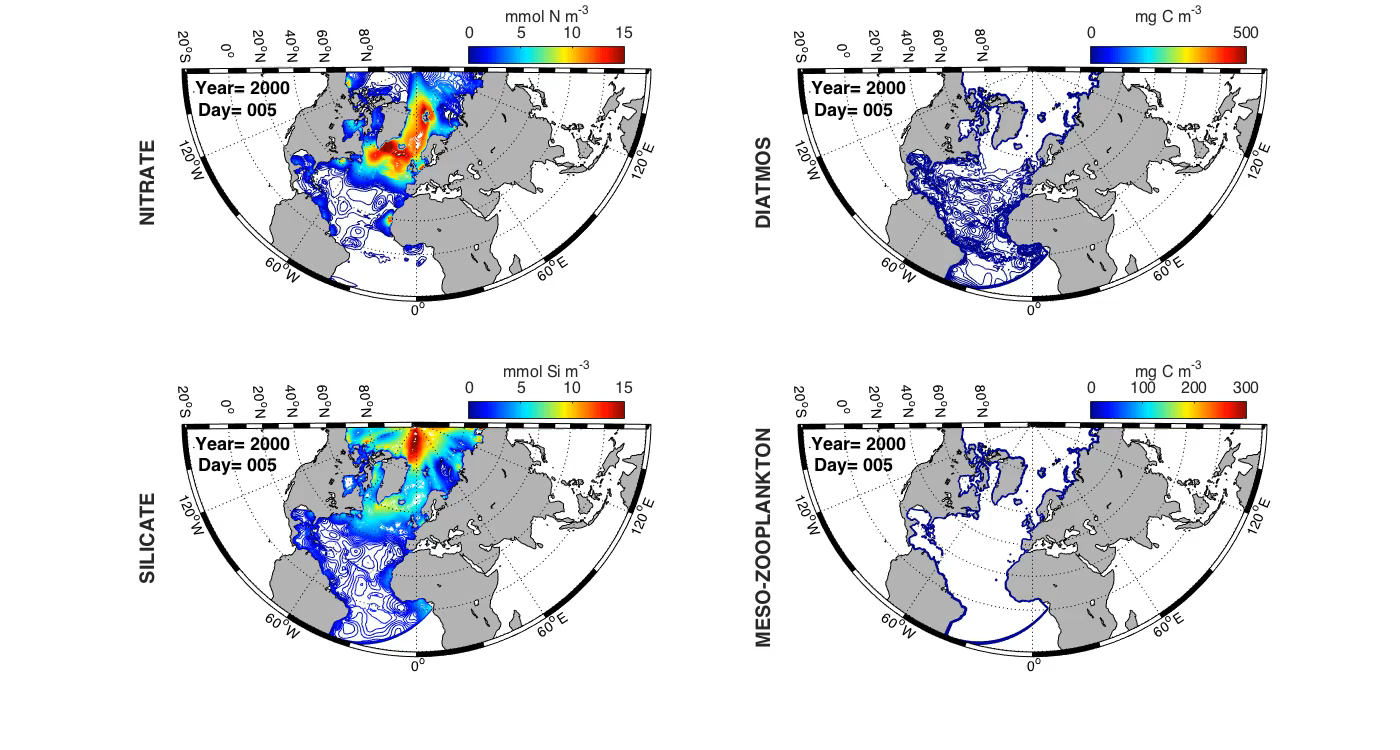 mmol N m-3
0 5 10 15
20°S 0° 20°N 40°N 60°N 80°N
Year= 2000
Day= 005
NITRATE
120°W
60°W
0°
60°E
120°E
mg C m-3
0 500
20°S 0° 20°N 40°N 60°N 80°N
Year= 2000
Day= 005
DIATMOS
120°W
60°W
0°
60°E
120°E
mmol Si m-3
0 5 10 15
20°S 0° 20°N 40°N 60°N 80°N
Year= 2000
Day= 005
SILICATE
120°W
60°W
0°
60°E
120°E
mg C m-3
0 100 200 300
20°S 0° 20°N 40°N 60°N 80°N
Year= 2000
Day= 005
MESO-ZOOPLANKTON
120°W
60°W
0°
60°E
120°E